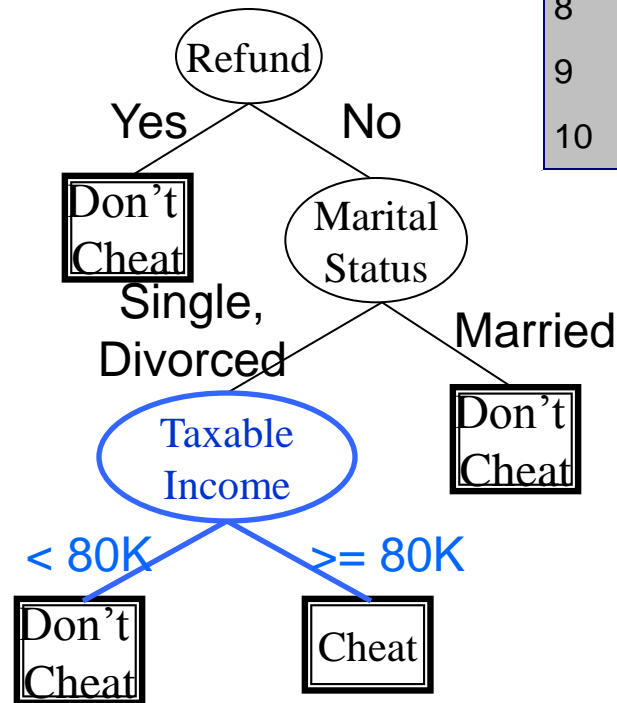 8
9
10
Refund
Yes
No
Don't
Cheat
Marital
Status
Single,
Divorced
Married
Taxable
Income
Don't
Cheat
< 80K
>= 80K
Don't
Cheat
Cheat